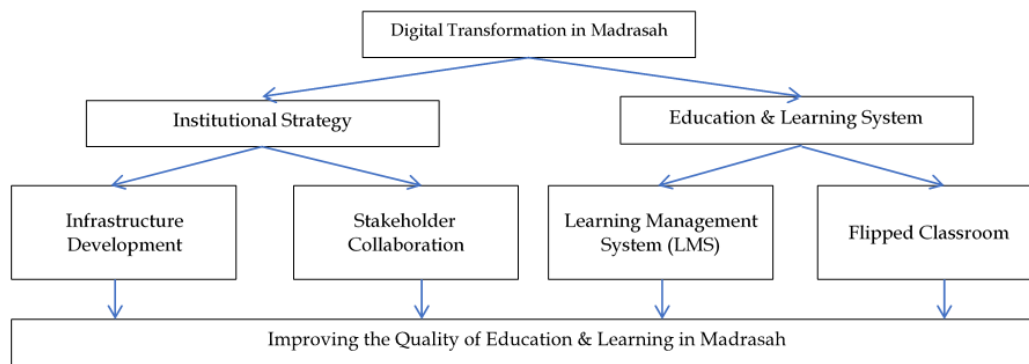 Digital Transformation in Madrasah
Institutional Strategy
Education & Learning System
Infrastructure
Development
Stakeholder
Collaboration
Learning Management
System (LMS)
Flipped Classroom
Improving the Quality of Education & Learning in Madrasah